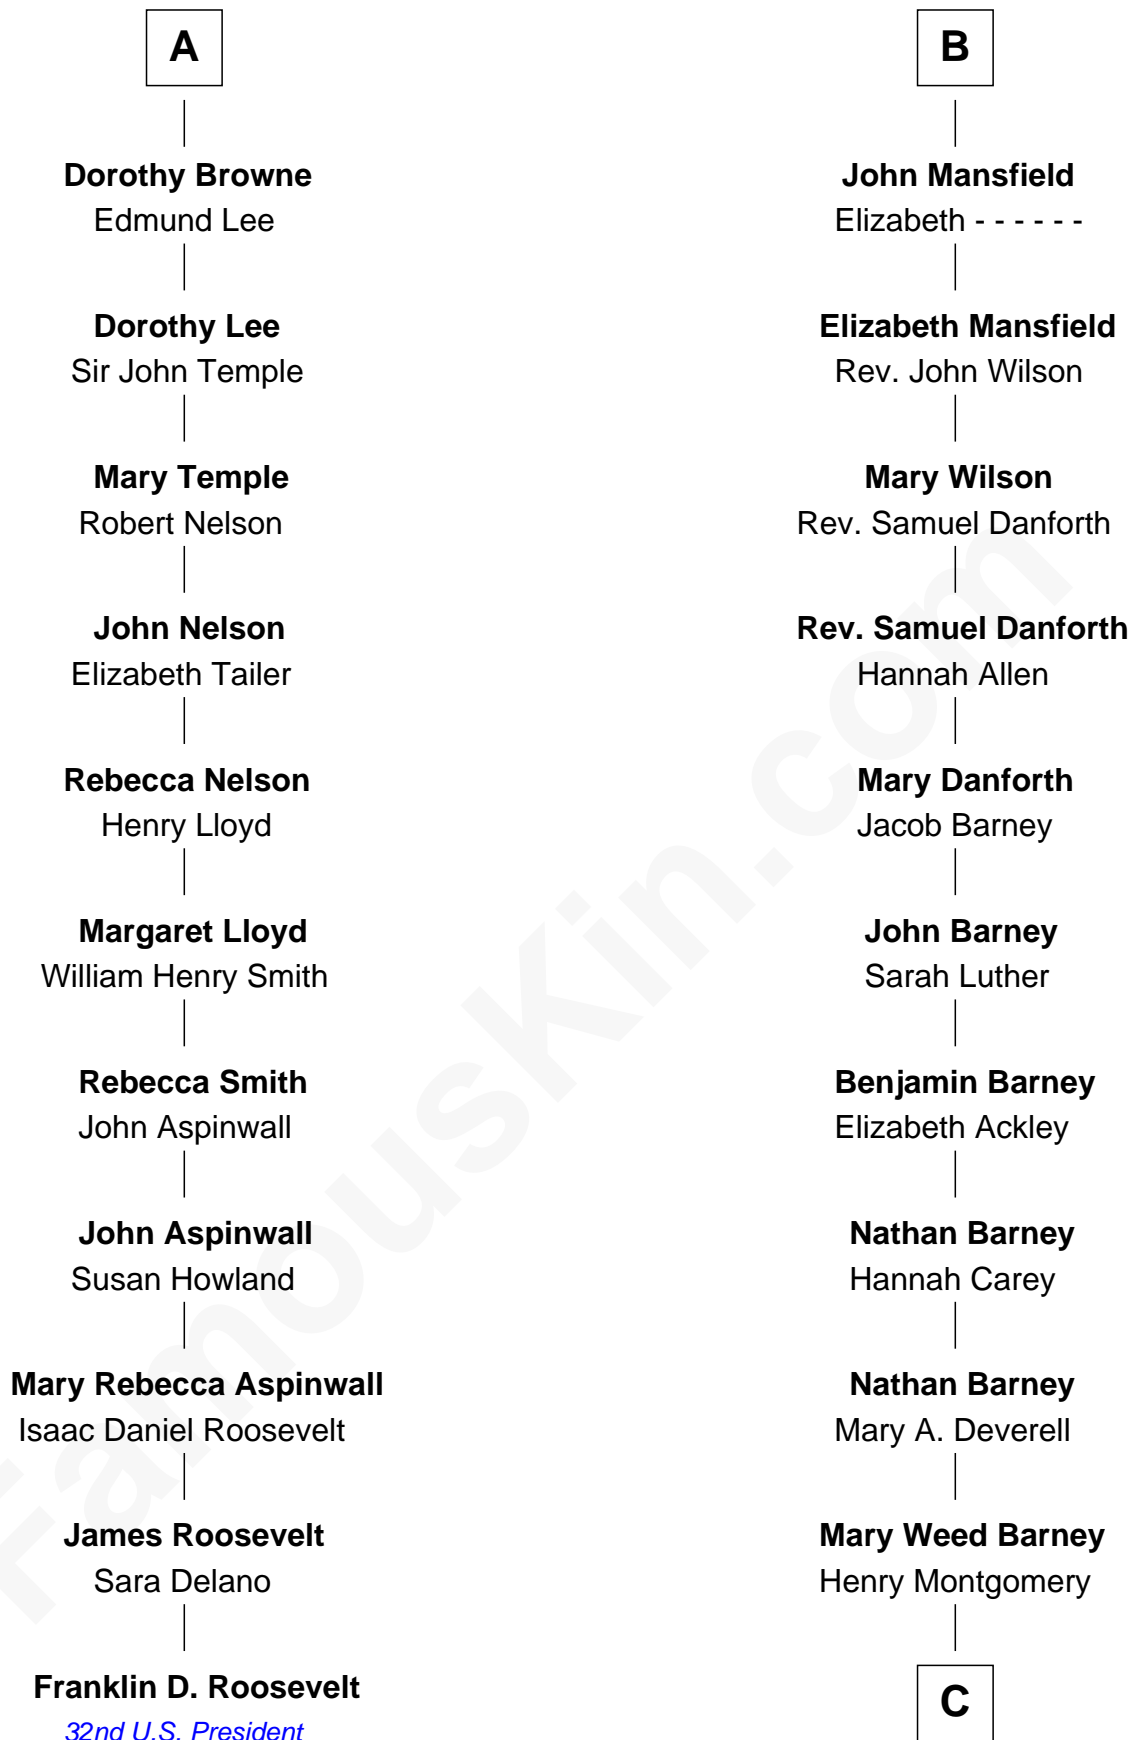 A
Dorothy Browne
Edmund Lee
Dorothy Lee
Sir John Temple
Mary Temple
Robert Nelson
John Nelson
Elizabeth Tailer
Rebecca Nelson
Henry Lloyd
Margaret Lloyd
William Henry Smith
Rebecca Smith
John Aspinwall
John Aspinwall
Susan Howland
Mary Rebecca Aspinwall
Isaac Daniel Roosevelt
James Roosevelt
Sara Delano
Franklin D. Roosevelt
32nd U.S. President
B
John Mansfield
Elizabeth - - - - - -
Elizabeth Mansfield
Rev. John Wilson
Mary Wilson
Rev. Samuel Danforth
Rev. Samuel Danforth
Hannah Allen
Mary Danforth
Jacob Barney
John Barney
Sarah Luther
Benjamin Barney
Elizabeth Ackley
Nathan Barney
Hannah Carey
Nathan Barney
Mary A. Deverell
Mary Weed Barney
Henry Montgomery
C
FamousKin.com